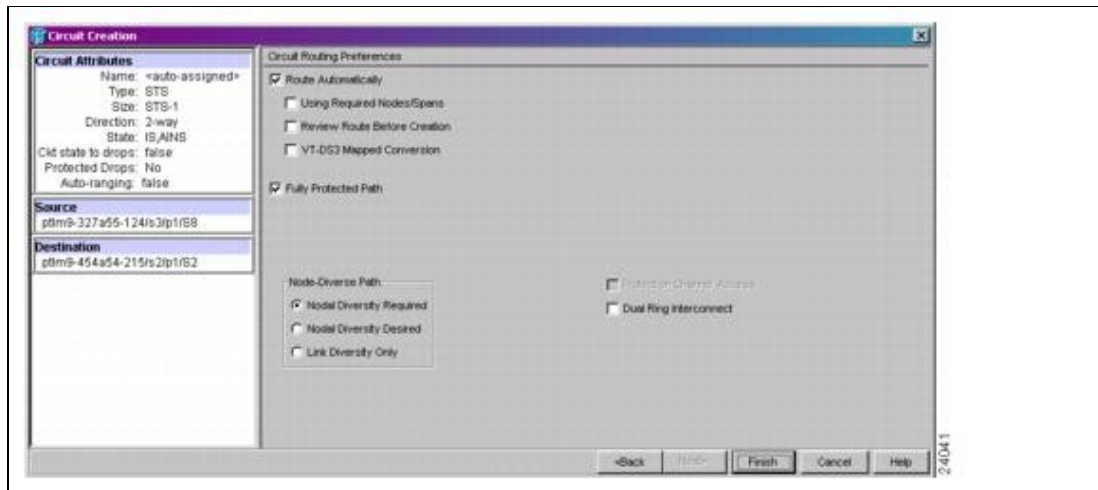 Circuit Creation
Circuit Attributes
Name: <auto-assigned>
Type: STS
Size: STS-1
Direction: 2-way
State: IS,AINS
Ckt state to drops: false
Protected Drops: No
Auto-ranging: false
Source
ptlm9-327a55-124/s3/p1/S8
Destination
ptlm9-454a54-215/s2/p1/S2
Circuit Routing Preferences
Route Automatically
Using Required Nodes/Spans
Review Route Before Creation
VT-DS3 Mapped Conversion
Fully Protected Path
Node-Diverse Path
Nodal Diversity Required
Nodal Diversity Desired
Link Diversity Only
Protection Channel Access
Dual Ring Interconnect
<Back
Next>
Finish
Cancel
Help
24041